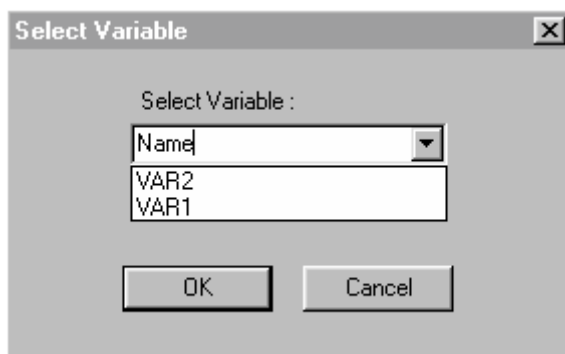 Select Variable
Select Variable :
Name
VAR2
VAR1
OK Cancel